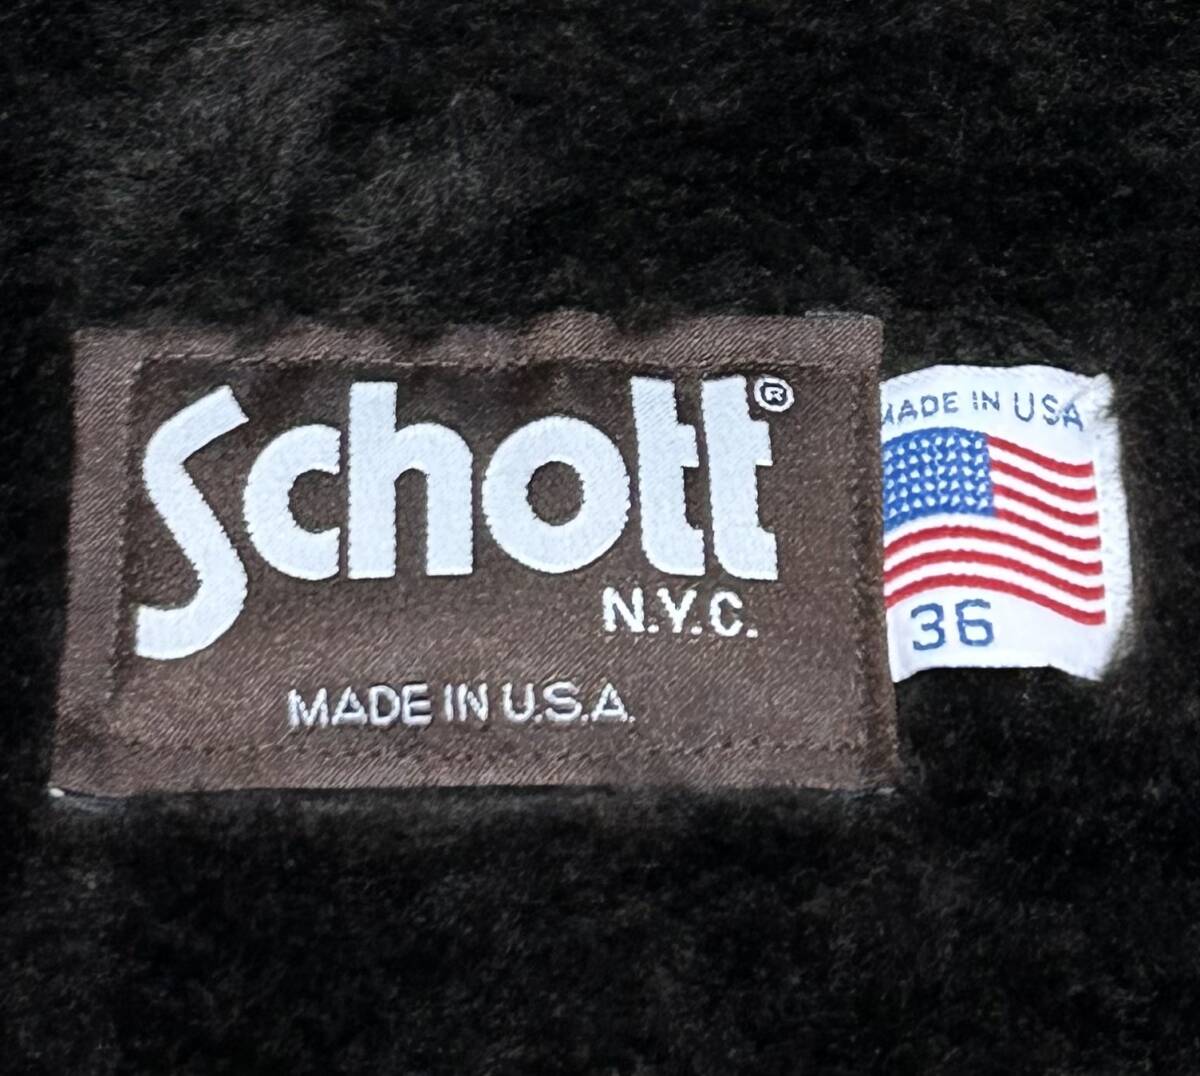 Schott®
N.Y.C.
MADE IN U.S.A.
MADE IN USA
36